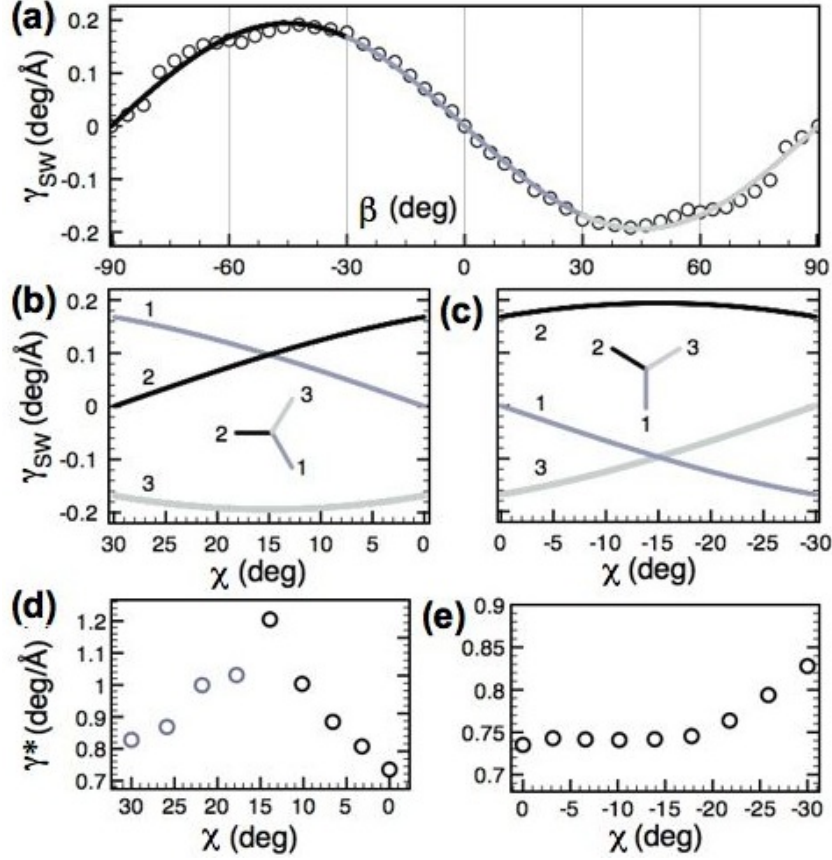 (a)
0.2
0.1
0
-0.1
-0.2
γSW (deg/Å)
β (deg)
-90 -60 -30 0 30 60 90
(b)
0.2
0.1
0
-0.1
-0.2
γSW (deg/Å)
1
2
3
2 3 1
30 25 20 15 10 5 0
χ (deg)
(c)
2
1
3
2 3 1
0 -5 -10 -15 -20 -25 -30
χ (deg)
(d)
1.2
1.1
1
0.9
0.8
0.7
γ* (deg/Å)
30 25 20 15 10 5 0
χ (deg)
(e)
0.9
0.85
0.8
0.75
0.7
0 -5 -10 -15 -20 -25 -30
χ (deg)